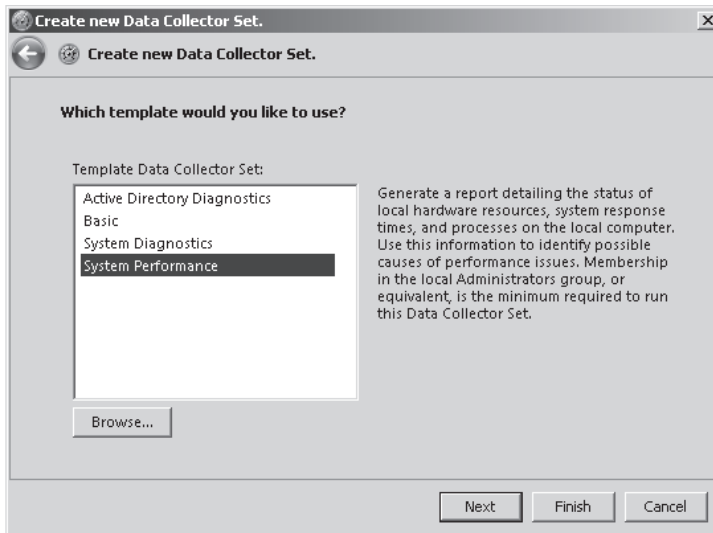 Create new Data Collector Set.
Create new Data Collector Set.
Which template would you like to use?
Template Data Collector Set:
Active Directory Diagnostics
Basic
System Diagnostics
System Performance
Generate a report detailing the status of
local hardware resources, system response
times, and processes on the local computer.
Use this information to identify possible
causes of performance issues. Membership
in the local Administrators group, or
equivalent, is the minimum required to run
this Data Collector Set.
Browse...
Next
Finish
Cancel